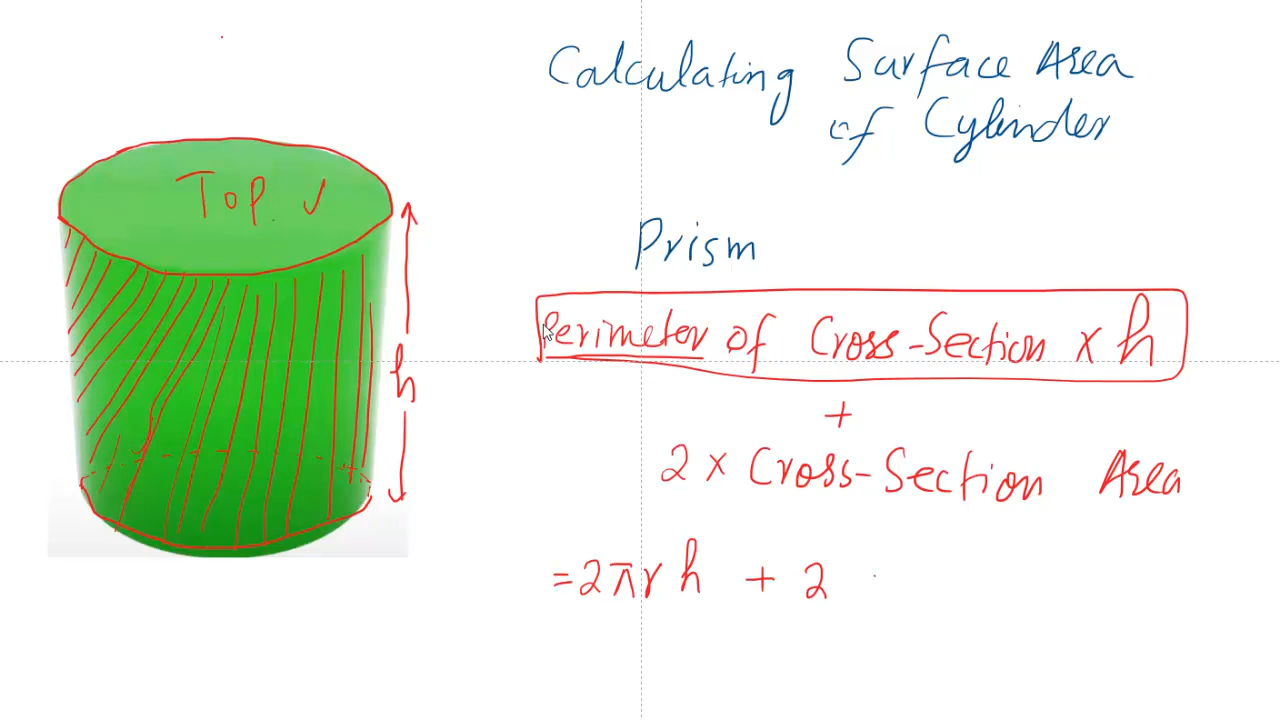 Calculating Surface Area
of Cylinder
Top ✓
Prism
Perimeter of Cross-Section × h
h
+
2 × Cross-Section Area
= 2πrh + 2